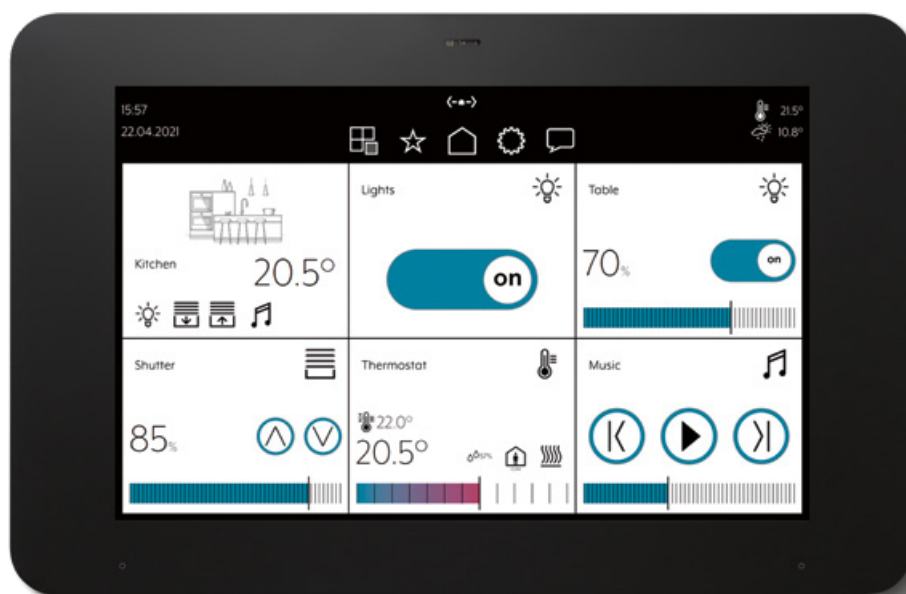 15:57
22.04.2021
21.5°
10.8°
Kitchen
20.5°
Lights
on
Table
70%
on
Shutter
85%
Thermostat
22.0°
20.5°
57%
Music